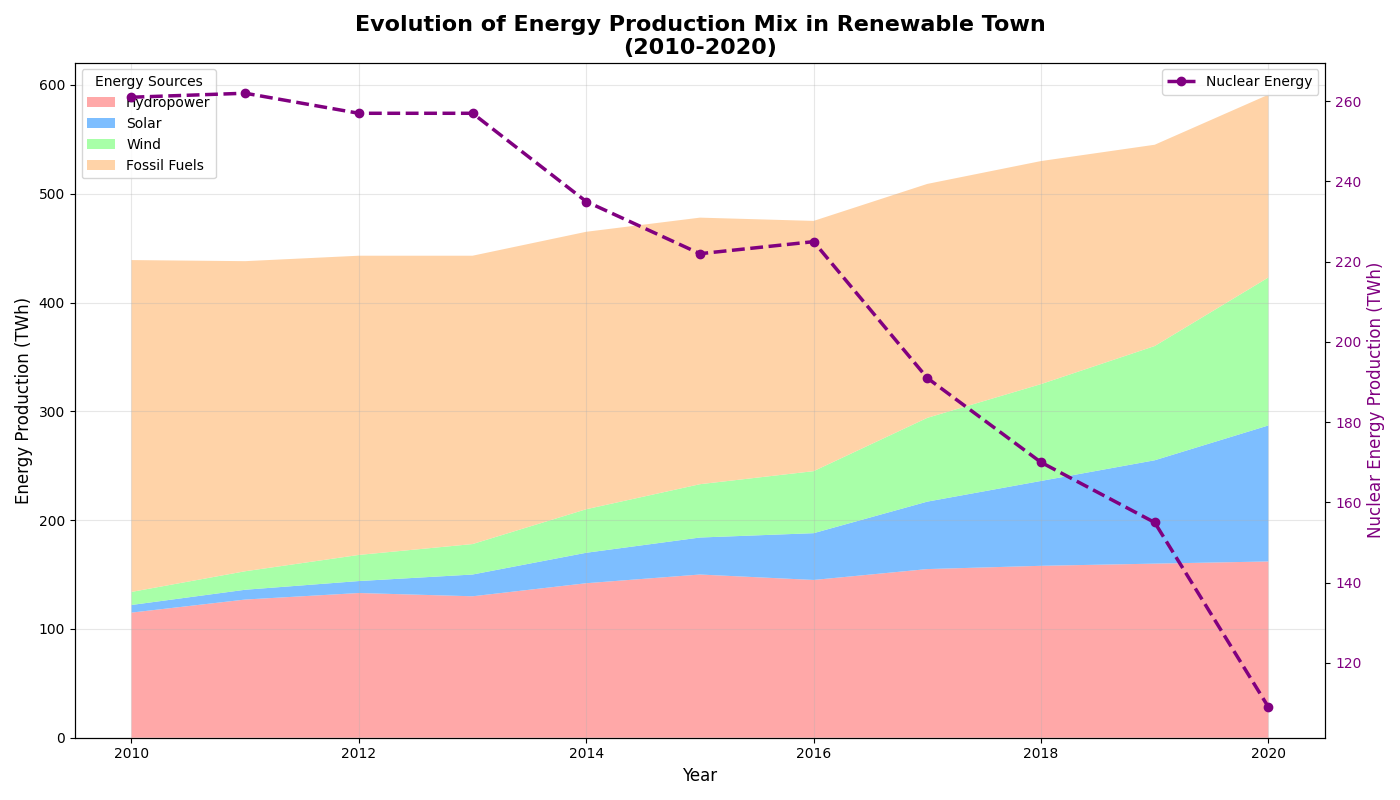 Evolution of Energy Production Mix in Renewable Town
(2010-2020)
Energy Sources
Hydropower
Solar
Wind
Fossil Fuels
Nuclear Energy
Energy Production (TWh)
600
500
400
300
200
100
0
2010
2012
2014
2016
2018
2020
Year
260
240
220
200
180
160
140
120
Nuclear Energy Production (TWh)